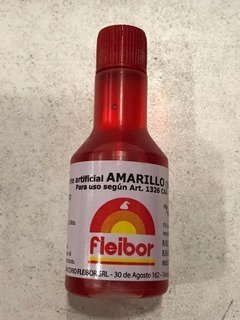 artificial AMARILLO
Para uso según Art. 1326 C.A.
Fleibor
FLEIBOR SRL - 30 de Agosto 162 -